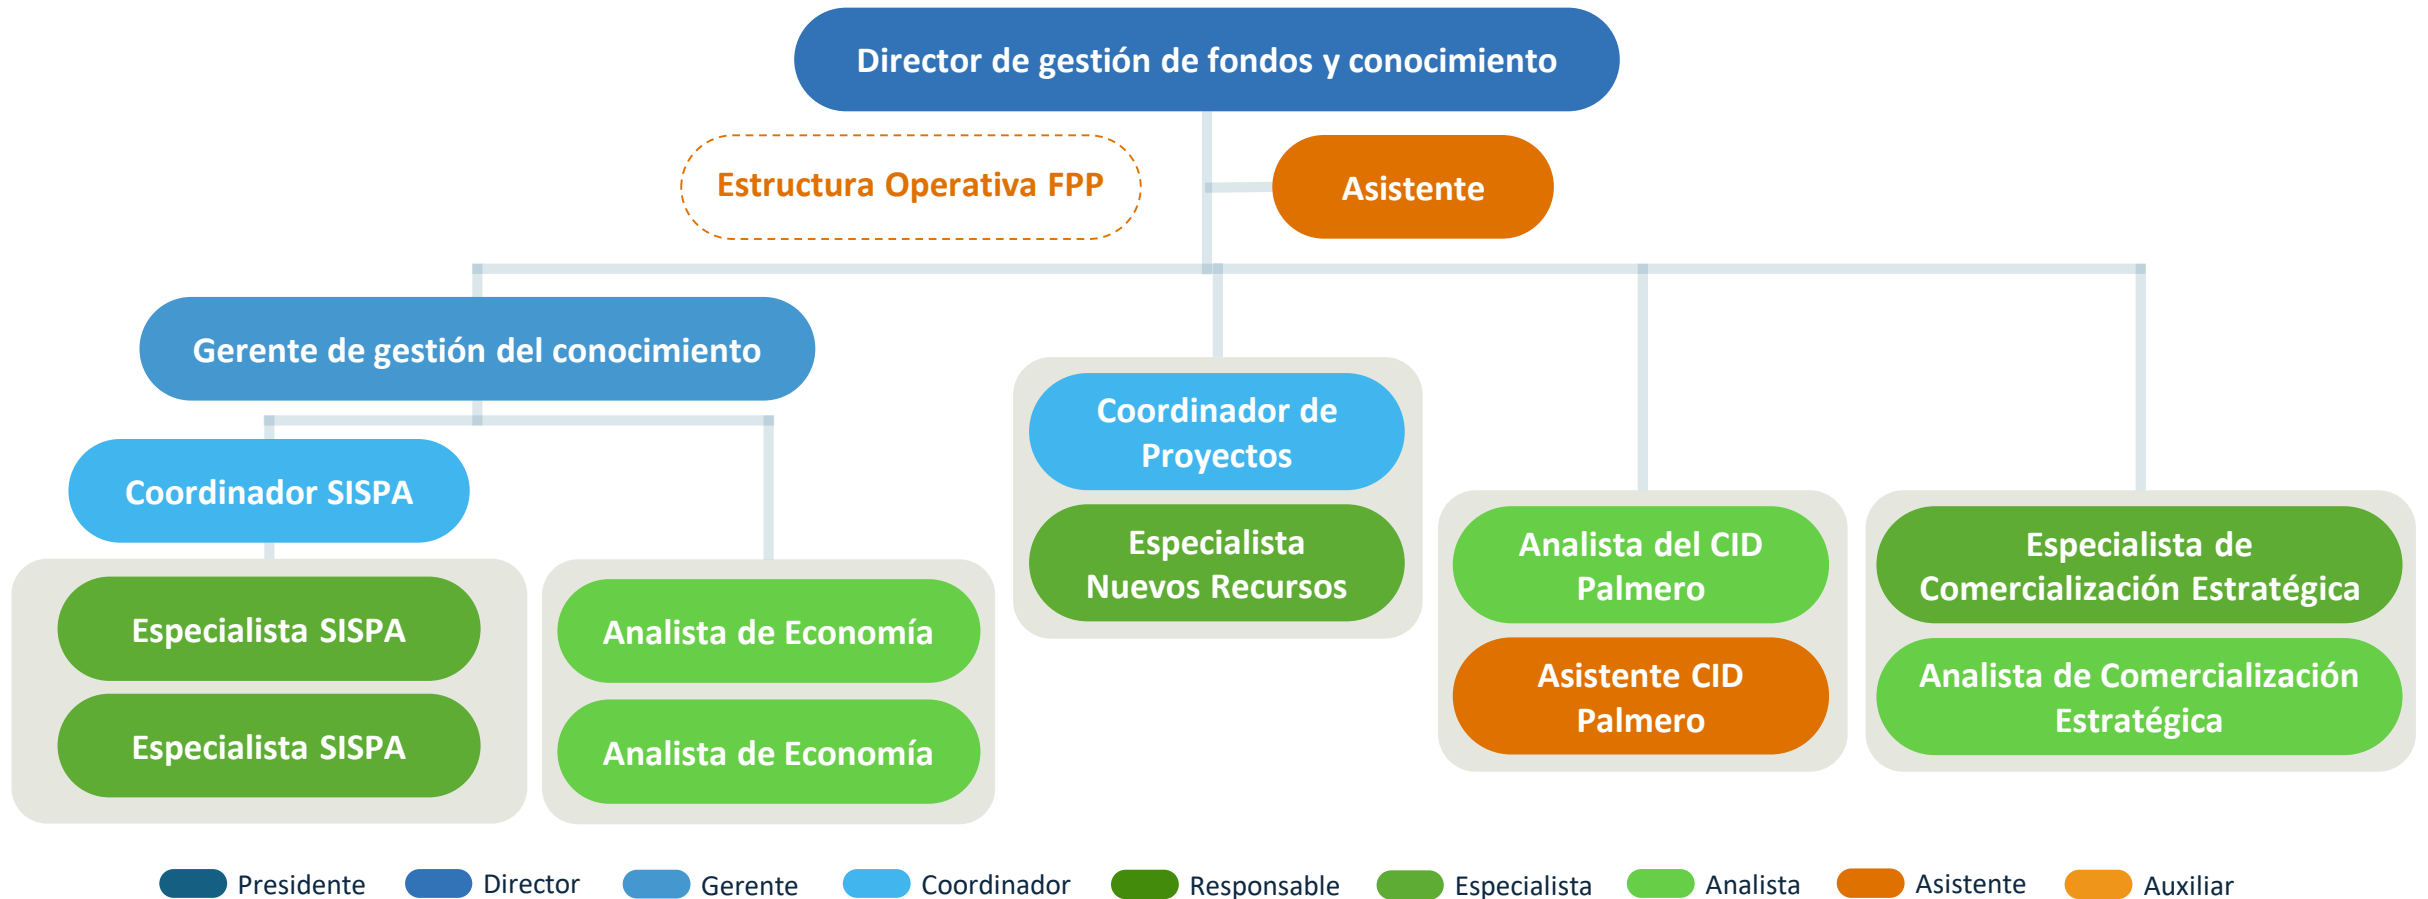 Director de gestión de fondos y conocimiento
Estructura Operativa FPP
Asistente
Gerente de gestión del conocimiento
Coordinador SISPA
Especialista SISPA
Especialista SISPA
Analista de Economía
Analista de Economía
Coordinador de
Proyectos
Especialista
Nuevos Recursos
Analista del CID
Palmero
Asistente CID
Palmero
Especialista de
Comercialización Estratégica
Analista de Comercialización
Estratégica
Presidente
Director
Gerente
Coordinador
Responsable
Especialista
Analista
Asistente
Auxiliar